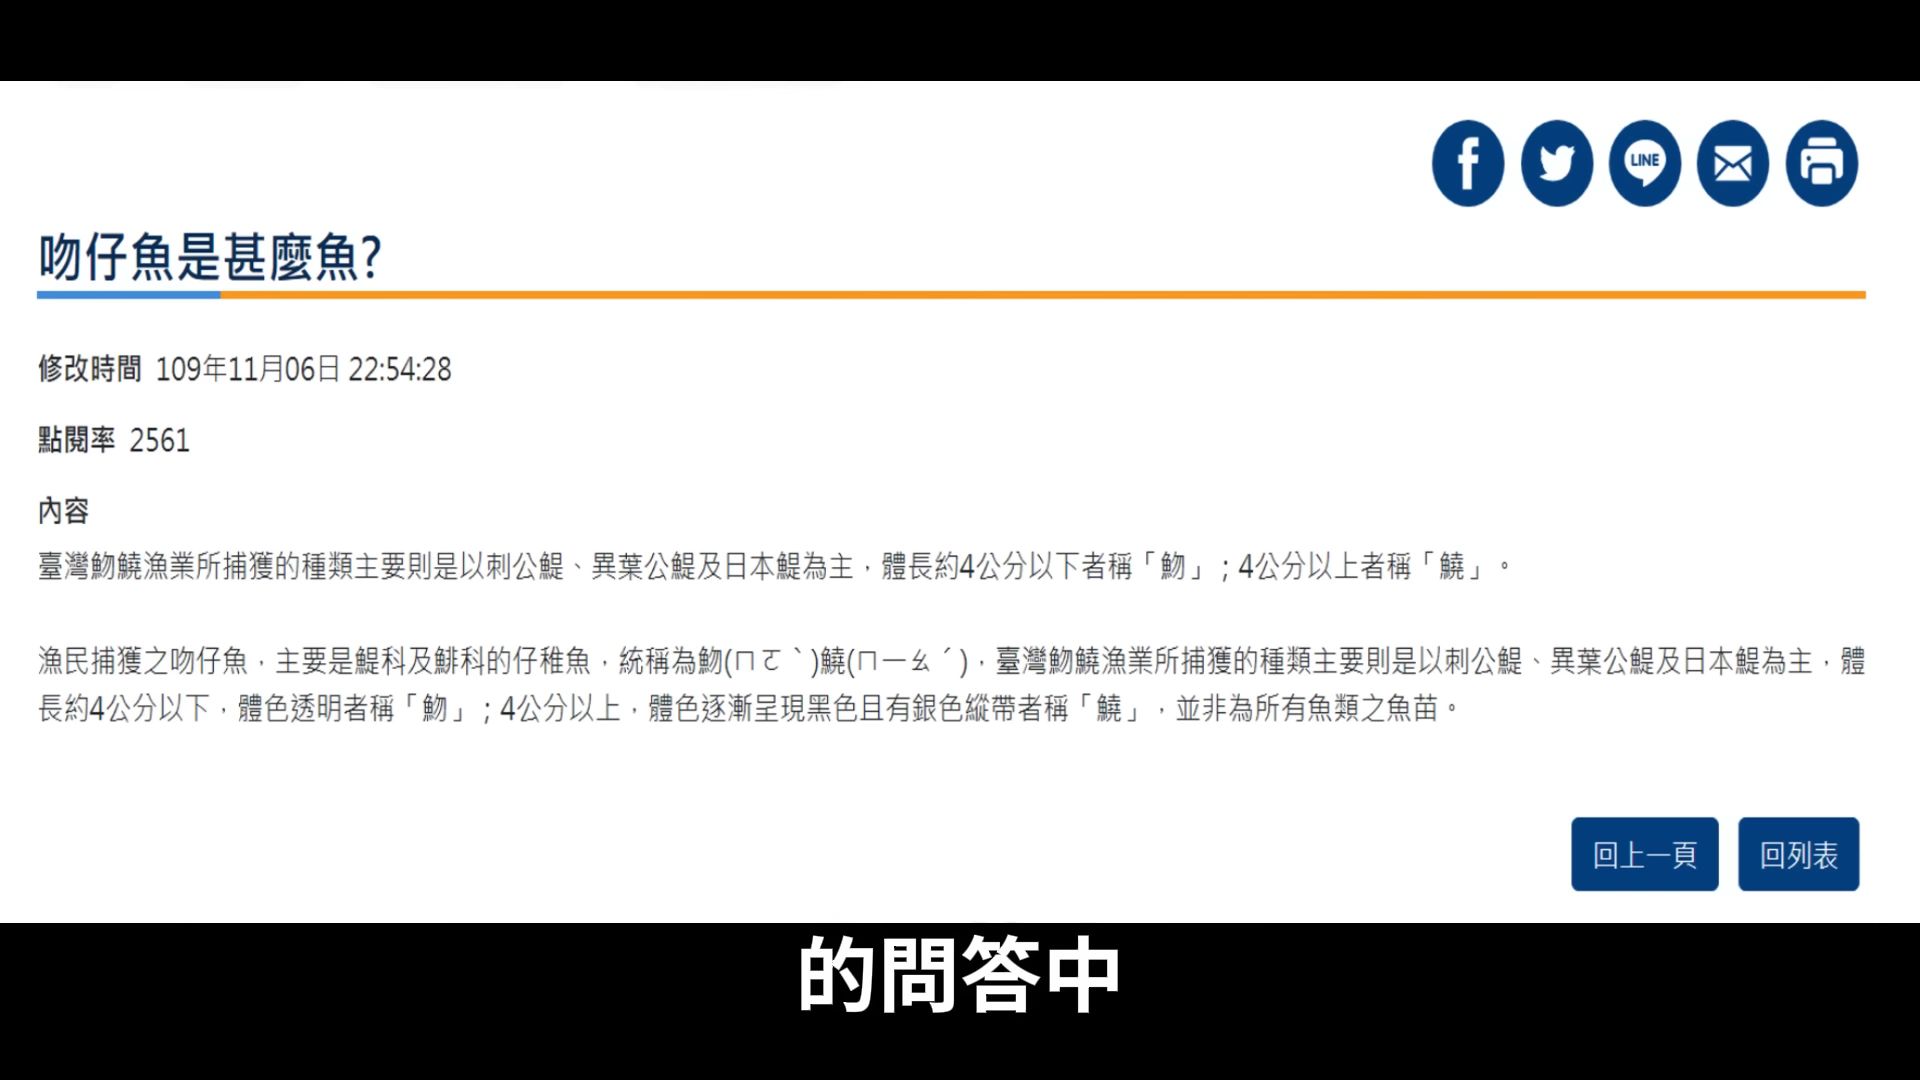 LINE
吻仔魚是甚麼魚?
修改時間 109年11月06日 22:54:28
點閱率 2561
內容
臺灣魩鱙漁業所捕獲的種類主要則是以刺公鯷、異葉公鯷及日本鯷為主，體長約4公分以下者稱「魩」；4公分以上者稱「鱙」。
漁民捕獲之吻仔魚，主要是鯷科及鯡科的仔稚魚，統稱為魩(ㄇㄛˋ)鱙(ㄇㄧㄠˊ)，臺灣魩鱙漁業所捕獲的種類主要則是以刺公鯷、異葉公鯷及日本鯷為主，體
長約4公分以下，體色透明者稱「魩」；4公分以上，體色逐漸呈現黑色且有銀色縱帶者稱「鱙」，並非為所有魚類之魚苗。
回上一頁 回列表
的問答中